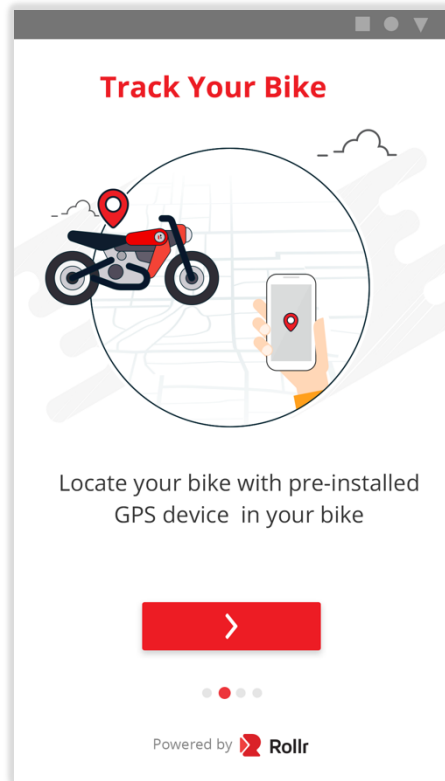 Track Your Bike
Locate your bike with pre-installed
GPS device in your bike
Powered by Rollr